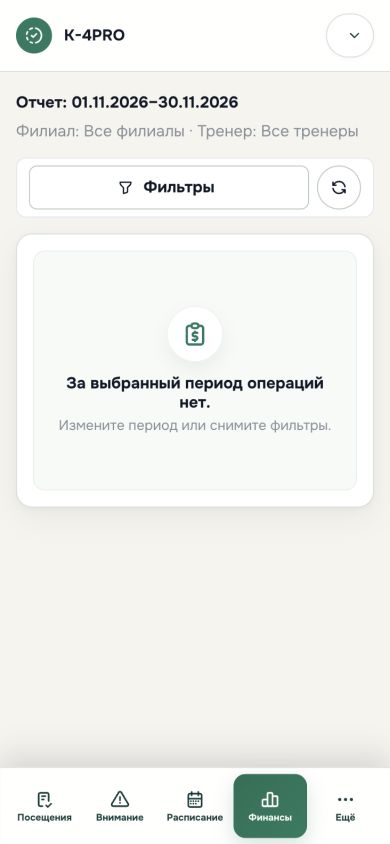 K-4PRO
Отчет: 01.11.2026–30.11.2026
Филиал: Все филиалы · Тренер: Все тренеры
Фильтры
За выбранный период операций
нет.
Измените период или снимите фильтры.
Посещения Внимание Расписание Финансы Ещё